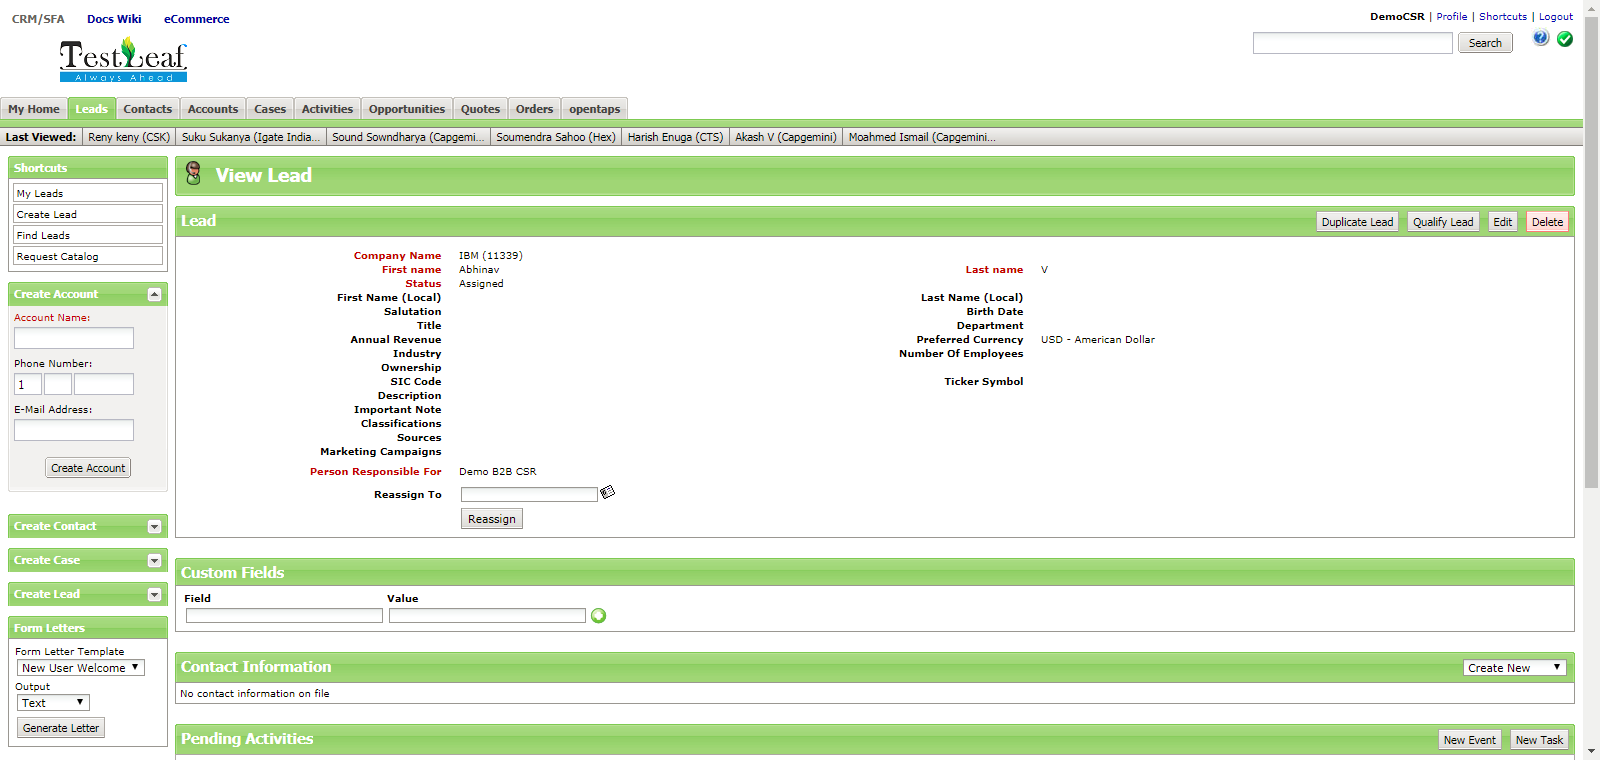 CRM/SFA Docs Wiki eCommerce
DemoCSR | Profile | Shortcuts | Logout
Search
TestLeaf
Always Ahead
My Home Leads Contacts Accounts Cases Activities Opportunities Quotes Orders opentaps
Last Viewed: Reny keny (CSK) Suku Sukanya (Igate India... Sound Sowndharya (Capgemi... Soumendra Sahoo (Hex) Harish Enuga (CTS) Akash V (Capgemini) Moahmed Ismail (Capgemini...
Shortcuts
My Leads
Create Lead
Find Leads
Request Catalog
Create Account
Account Name:
Phone Number:
1
E-Mail Address:
Create Account
Create Contact
Create Case
Create Lead
Form Letters
Form Letter Template
New User Welcome
Output
Text
Generate Letter
View Lead
Lead Duplicate Lead Qualify Lead Edit Delete
Company Name IBM (11339)
First name Abhinav Last name V
Status Assigned
First Name (Local) Last Name (Local)
Salutation Birth Date
Title Department
Annual Revenue Preferred Currency USD - American Dollar
Industry Number Of Employees
Ownership
SIC Code Ticker Symbol
Description
Important Note
Classifications
Sources
Marketing Campaigns
Person Responsible For Demo B2B CSR
Reassign To
Reassign
Custom Fields
Field Value
Contact Information Create New
No contact information on file
Pending Activities New Event New Task